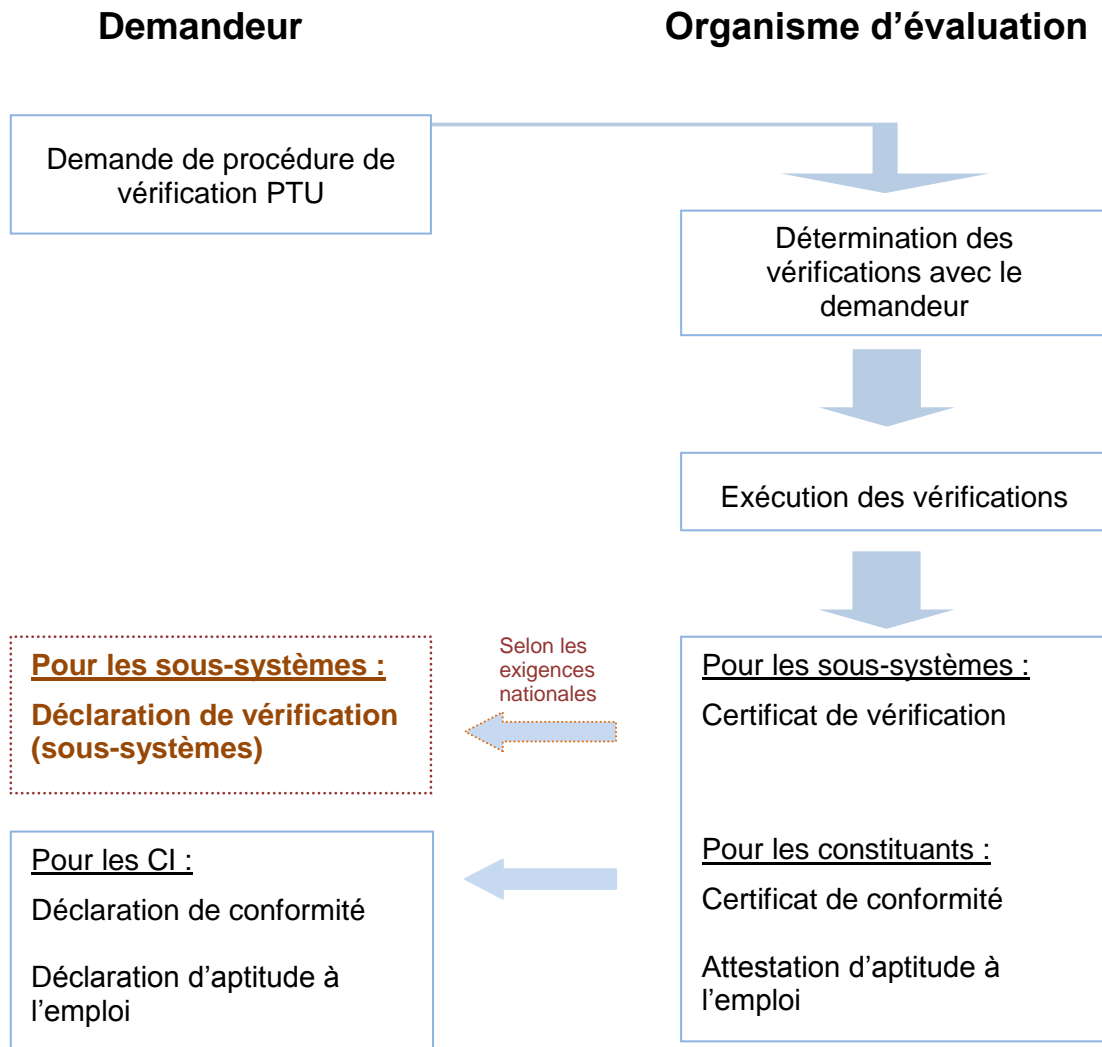 Demandeur
Organisme d’évaluation
Demande de procédure de
vérification PTU
Détermination des
vérifications avec le
demandeur
Exécution des vérifications
Pour les sous-systèmes :
Déclaration de vérification
(sous-systèmes)
Selon les
exigences
nationales
Pour les sous-systèmes :
Certificat de vérification
Pour les CI :
Déclaration de conformité
Déclaration d’aptitude à
l’emploi
Pour les constituants :
Certificat de conformité
Attestation d’aptitude à
l’emploi